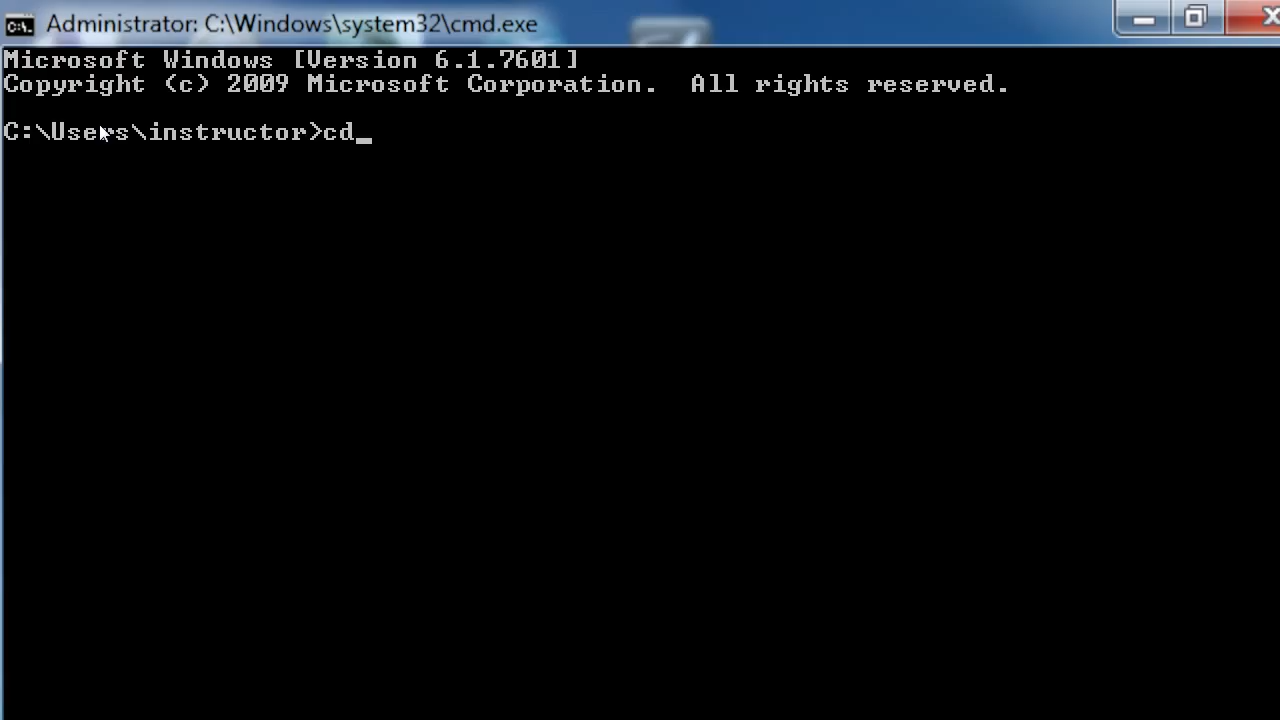 Administrator: C:\Windows\system32\cmd.exe
Microsoft Windows [Version 6.1.7601]
Copyright (c) 2009 Microsoft Corporation.  All rights reserved.
C:\Users\instructor>cd_